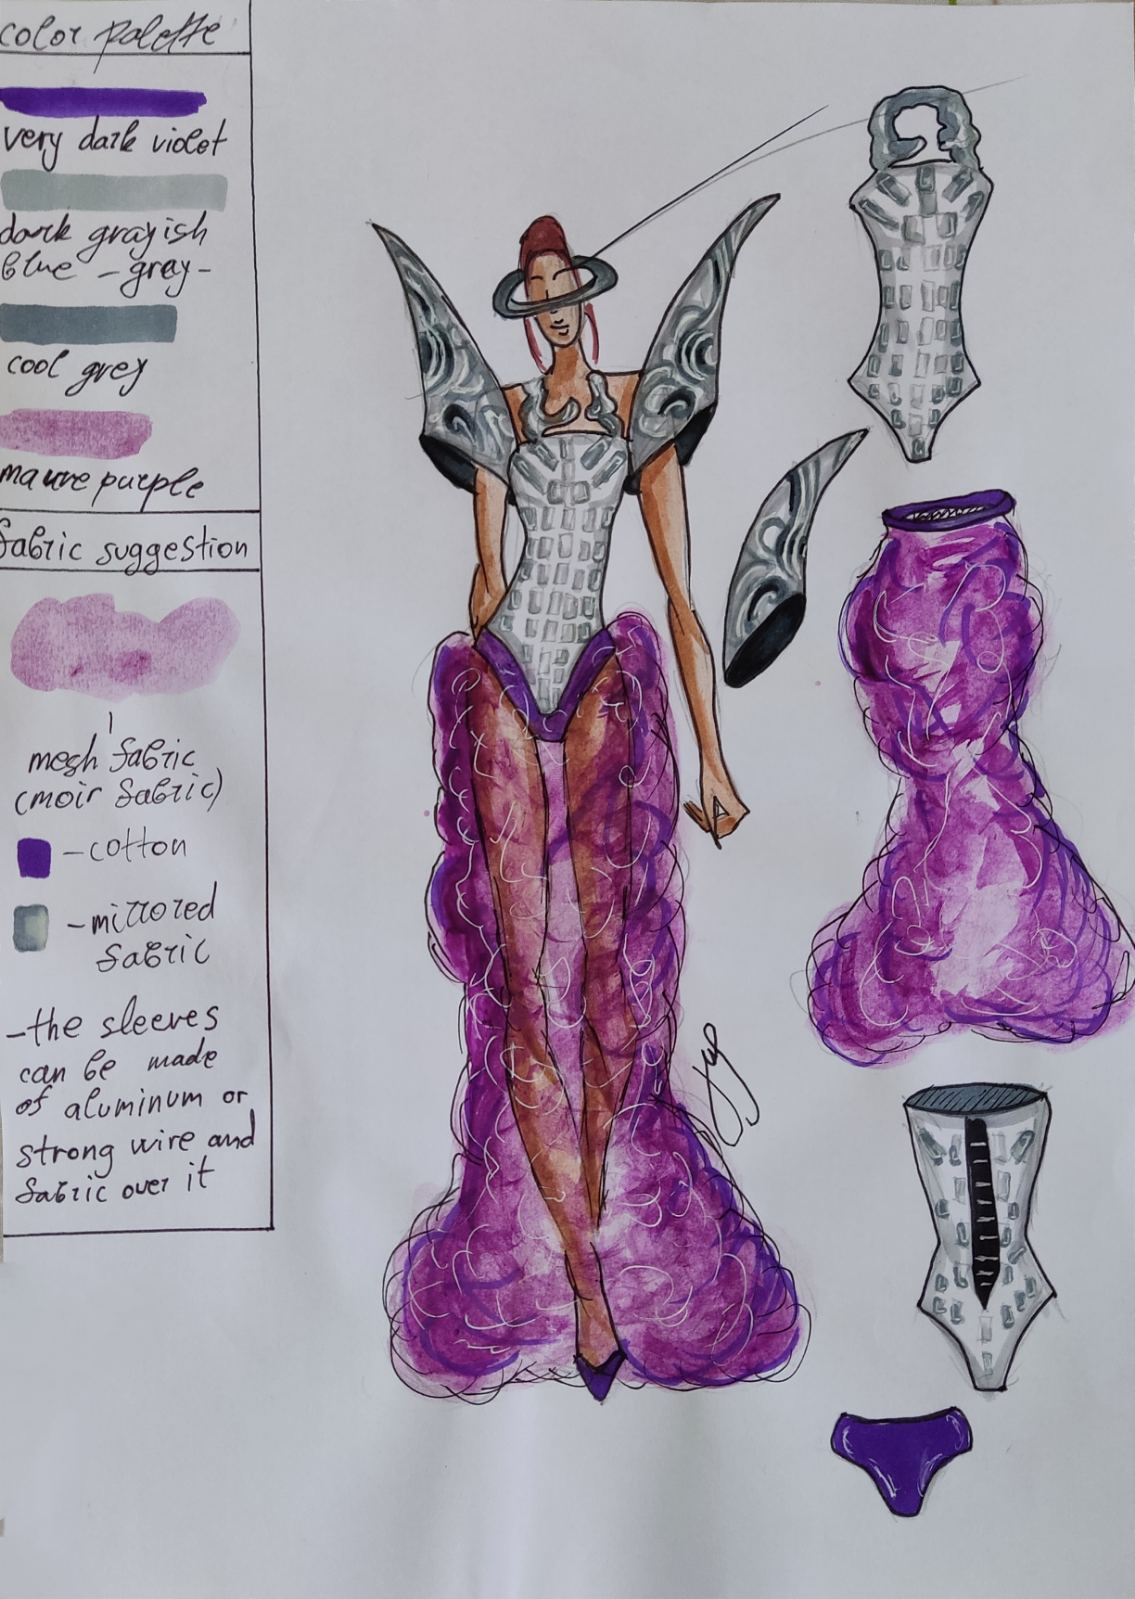 color palette
very dark violet
dark grayish
blue -gray-
cool grey
mauve purple
fabric suggestion
mesh fabric
(moir fabric)
-cotton
-mirrored
fabric
-the sleeves
can be made
of aluminum or
strong wire and
fabric over it